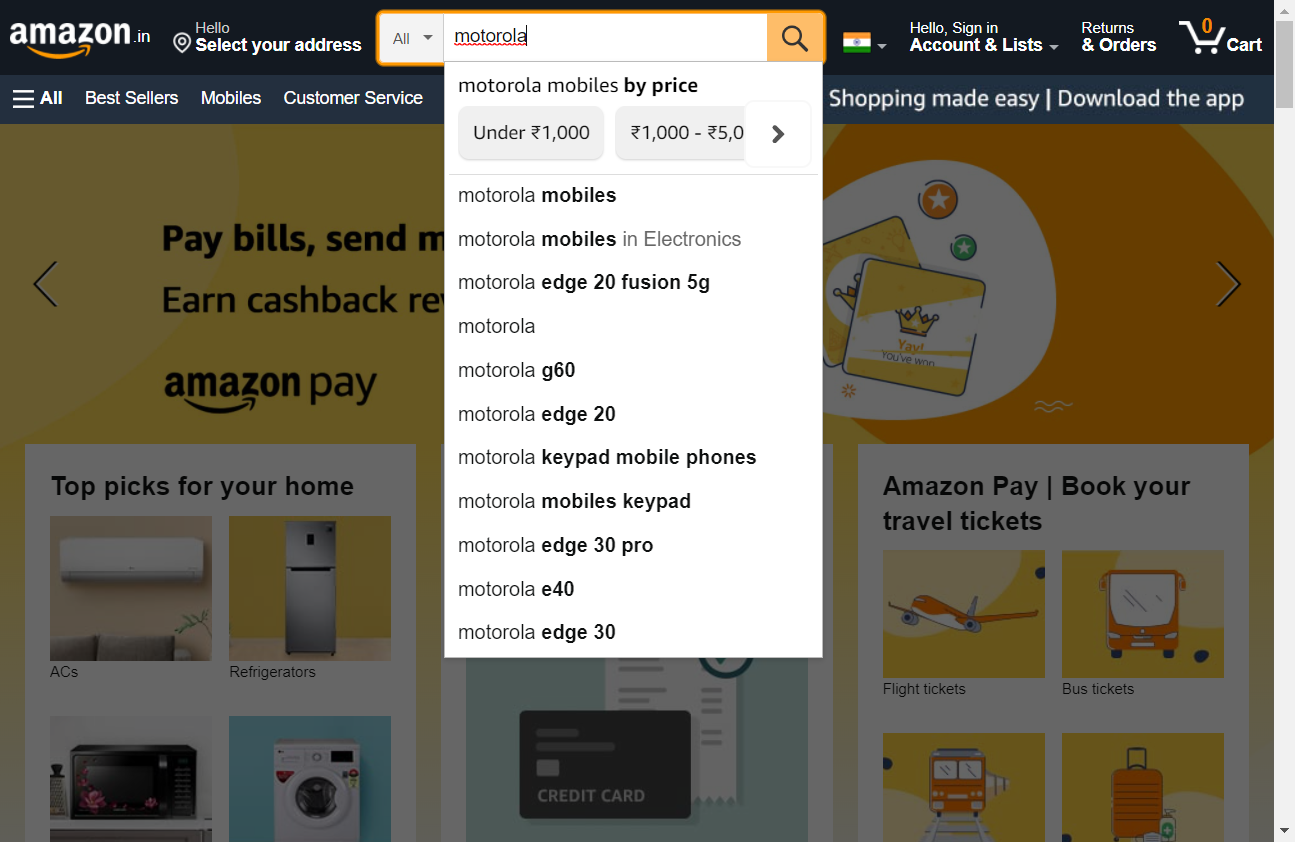 amazon.in
Hello
Select your address
All
motorola
Hello, Sign in
Account & Lists
Returns
& Orders
0
Cart
All
Best Sellers
Mobiles
Customer Service
Shopping made easy | Download the app
motorola mobiles by price
Under ₹1,000
₹1,000 - ₹5,0
motorola mobiles
motorola mobiles in Electronics
motorola edge 20 fusion 5g
motorola
motorola g60
motorola edge 20
motorola keypad mobile phones
motorola mobiles keypad
motorola edge 30 pro
motorola e40
motorola edge 30
Pay bills, send m
Earn cashback re
amazon pay
Yay!
You've won
Top picks for your home
ACs
Refrigerators
CREDIT CARD
Amazon Pay | Book your
travel tickets
Flight tickets
Bus tickets